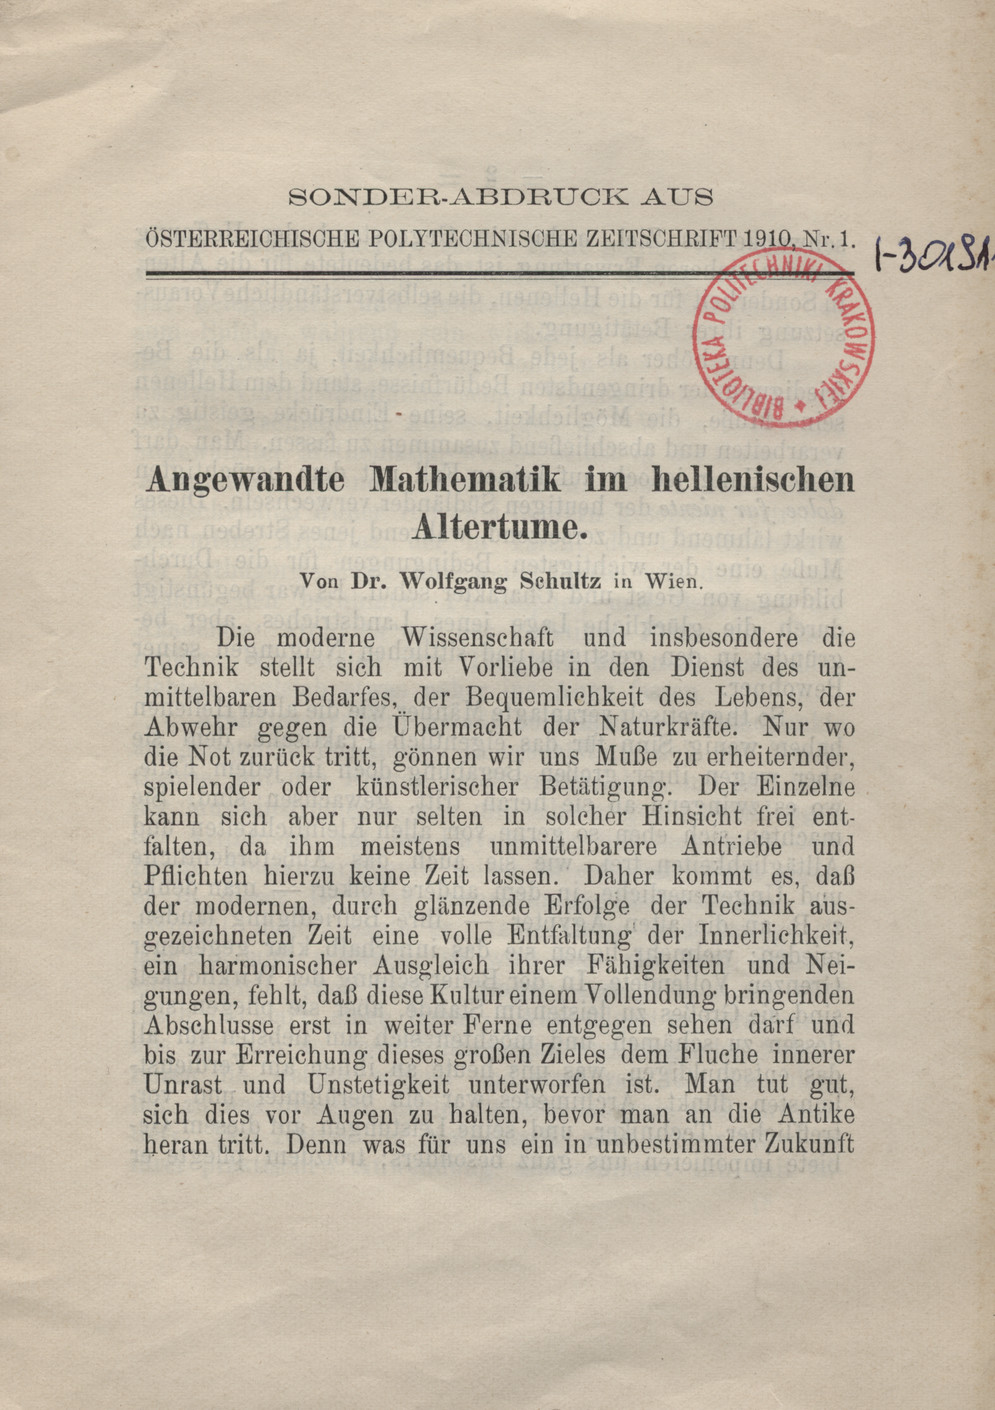 SONDER-ABDRUCK AUS
ÖSTERREICHISCHE POLYTECHNISCHE ZEITSCHRIFT 1910, Nr. 1.
I-30191
BIBLIOTEKA POLITECHNIKI KRAKOWSKIEJ
Angewandte Mathematik im hellenischen
Altertume.
Von Dr. Wolfgang Schultz in Wien.
Die moderne Wissenschaft und insbesondere die
Technik stellt sich mit Vorliebe in den Dienst des un-
mittelbaren Bedarfes, der Bequemlichkeit des Lebens, der
Abwehr gegen die Übermacht der Naturkräfte. Nur wo
die Not zurück tritt, gönnen wir uns Muße zu erheiternder,
spielender oder künstlerischer Betätigung. Der Einzelne
kann sich aber nur selten in solcher Hinsicht frei ent-
falten, da ihm meistens unmittelbarere Antriebe und
Pflichten hierzu keine Zeit lassen. Daher kommt es, daß
der modernen, durch glänzende Erfolge der Technik aus-
gezeichneten Zeit eine volle Entfaltung der Innerlichkeit,
ein harmonischer Ausgleich ihrer Fähigkeiten und Nei-
gungen, fehlt, daß diese Kultur einem Vollendung bringenden
Abschlusse erst in weiter Ferne entgegen sehen darf und
bis zur Erreichung dieses großen Zieles dem Fluche innerer
Unrast und Unstetigkeit unterworfen ist. Man tut gut,
sich dies vor Augen zu halten, bevor man an die Antike
heran tritt. Denn was für uns ein in unbestimmter Zukunft